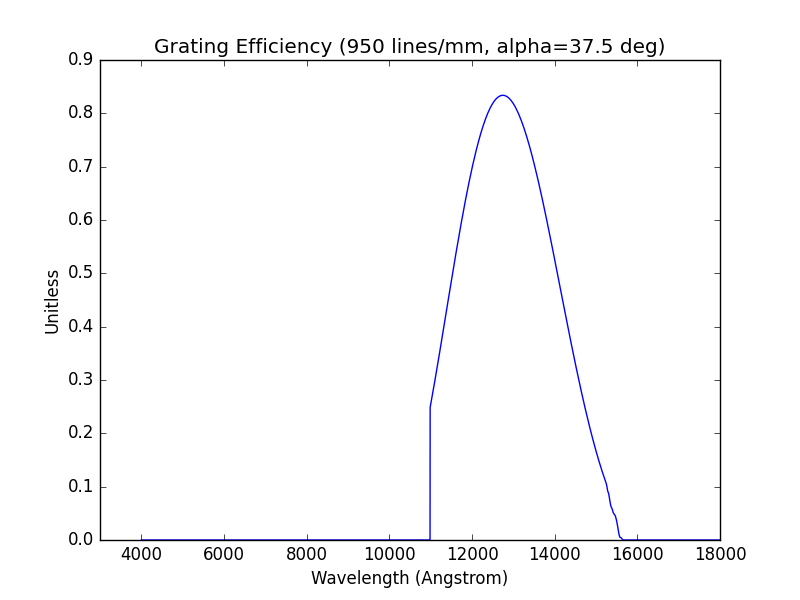 Grating Efficiency (950 lines/mm, alpha=37.5 deg)
0.9
0.8
0.7
0.6
0.5
0.4
0.3
0.2
0.1
0.0
Unitless
4000 6000 8000 10000 12000 14000 16000 18000
Wavelength (Angstrom)